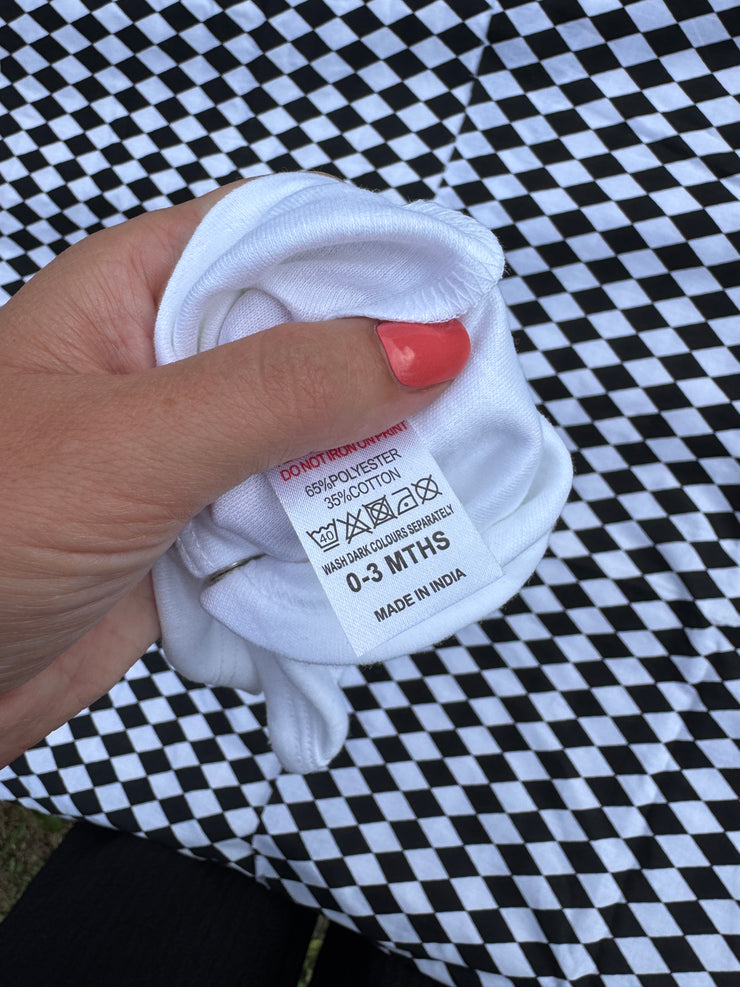 DO NOT IRON ON PRINT
65%POLYESTER
35%COTTON
40
WASH DARK COLOURS SEPARATELY
0-3 MTHS
MADE IN INDIA